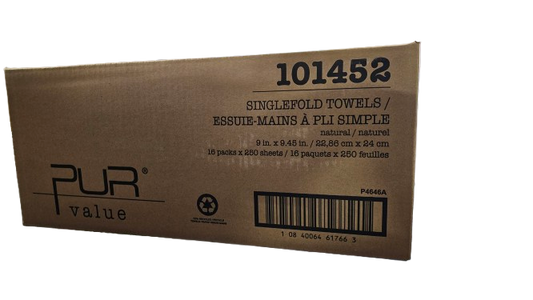 101452
SINGLEFOLD TOWELS /
ESSUIE-MAINS À PLI SIMPLE
natural / naturel
9 in. x 9.45 in. / 22,86 cm x 24 cm
16 packs x 250 sheets / 16 paquets x 250 feuilles
PUR®
value
P4646A
1 08 40064 61766 3